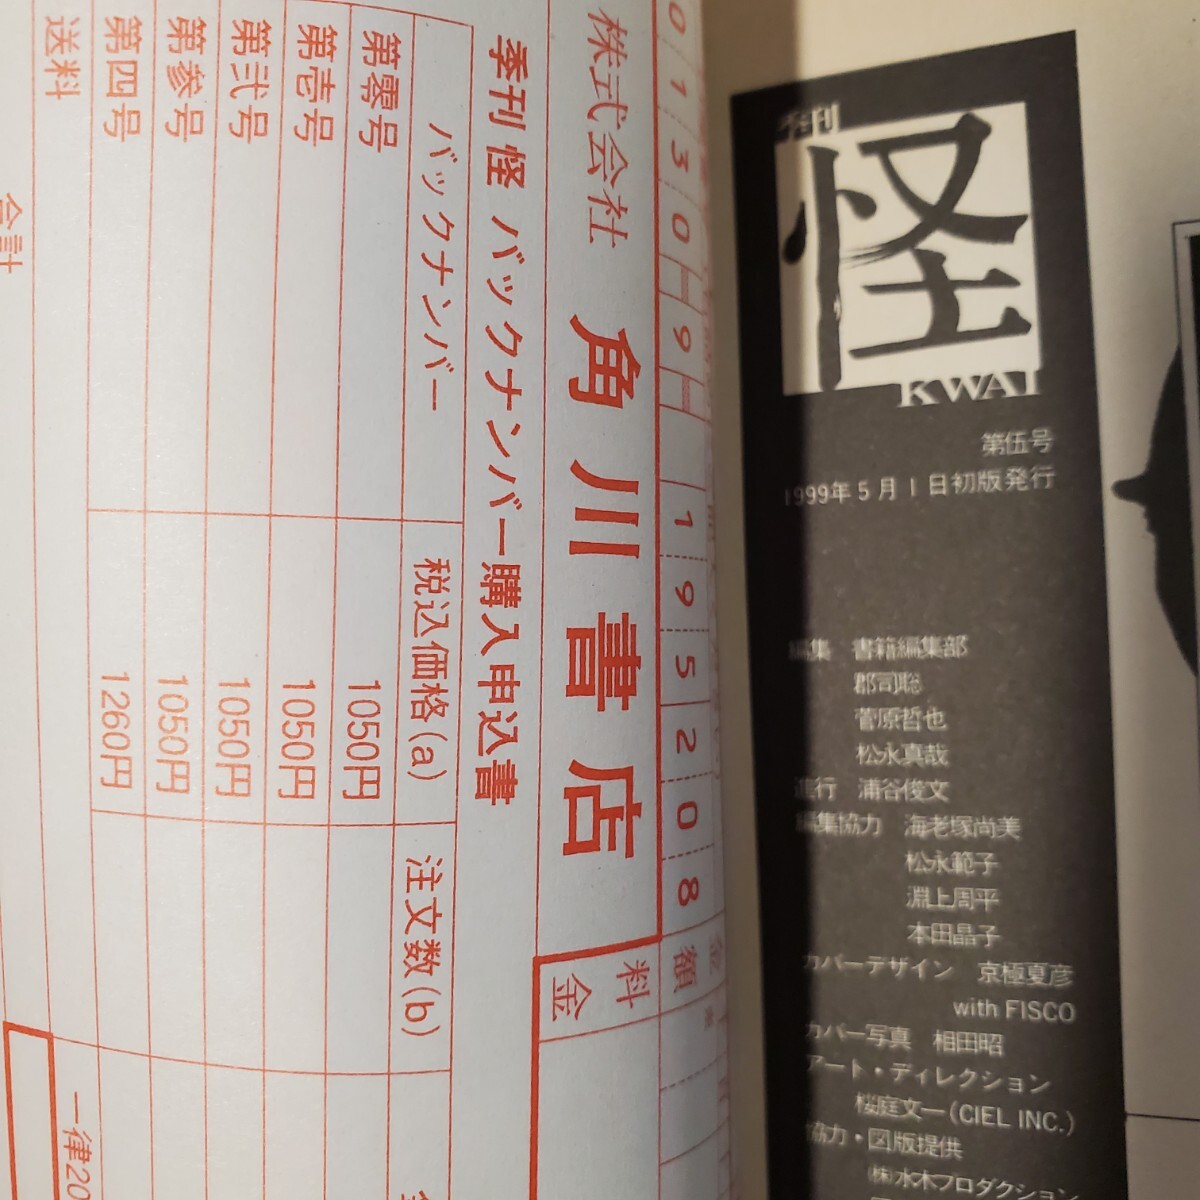 季刊
怪
KWAI
第伍号
1999年5月1日初版発行
編集 書籍編集部
郡司聡
菅原哲也
松永真哉
進行 浦谷俊文
編集協力 海老塚尚美
松永範子
淵上周平
本田晶子
カバーデザイン 京極夏彦
with FISCO
カバー写真 相田昭
アート・ディレクション
桜庭文一(CIEL INC.)
協力・図版提供
㈱水木プロダクション
0130 9 195208
株式会社 角川書店
金額
料金
季刊 怪 バックナンバー購入申込書
バックナンバー 税込価格(a) 注文数(b)
第零号 1050円
第壱号 1050円
第弐号 1050円
第参号 1050円
第四号 1260円
送料 一律20
合計